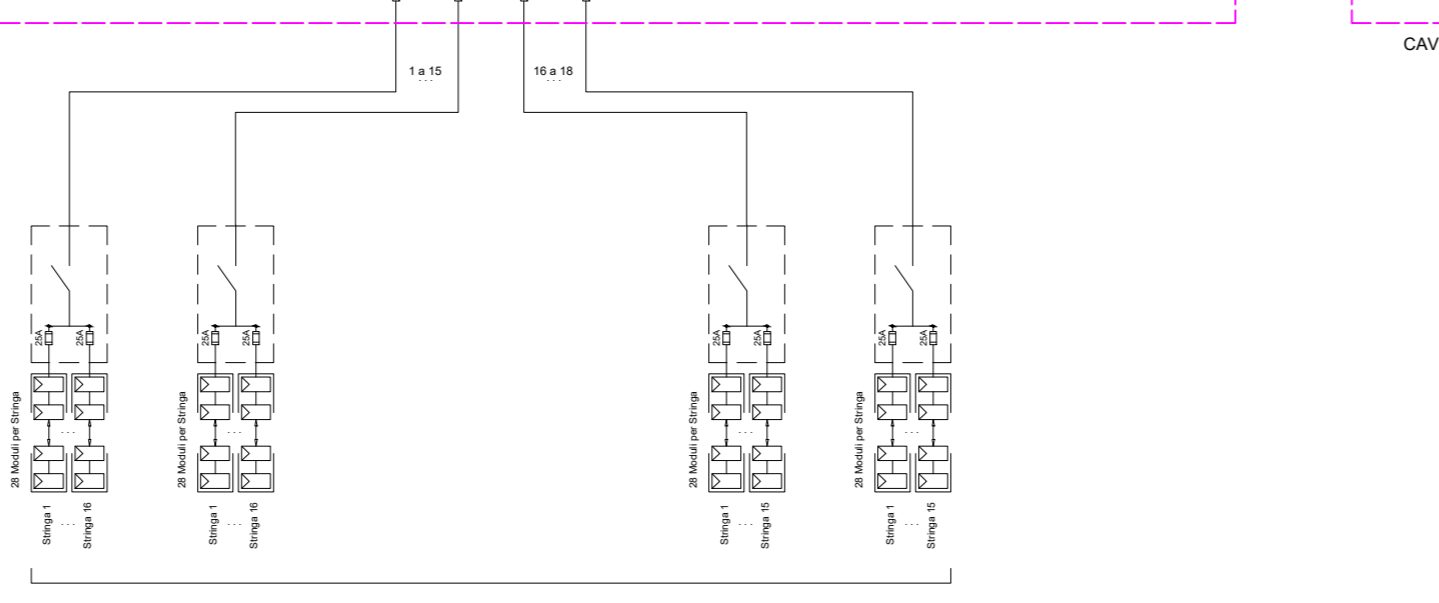 CAV
1 a 15
. . .
16 a 18
. . .
25A
25A
25A
25A
25A
25A
25A
25A
28 Moduli per Stringa
. . .
28 Moduli per Stringa
. . .
28 Moduli per Stringa
. . .
28 Moduli per Stringa
. . .
Stringa 1
. . .
Stringa 16
Stringa 1
. . .
Stringa 16
Stringa 1
. . .
Stringa 15
Stringa 1
. . .
Stringa 15